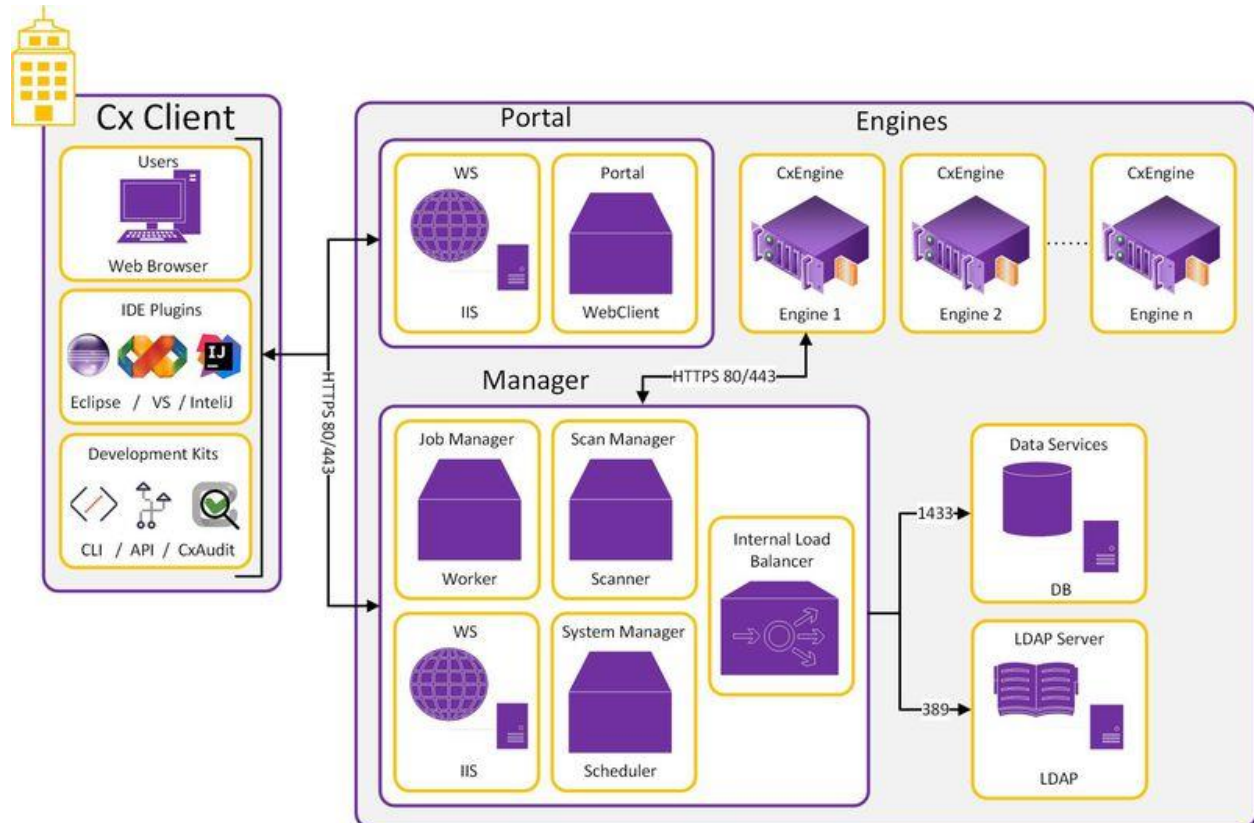 Cx Client
Users
Web Browser
IDE Plugins
IJ
Eclipse / VS / InteliJ
Development Kits
CLI / API / CxAudit
HTTPS 80/443
Portal
WS
IIS
Portal
WebClient
Engines
CxEngine
Engine 1
CxEngine
Engine 2
......
CxEngine
Engine n
HTTPS 80/443
Manager
Job Manager
Worker
Scan Manager
Scanner
WS
IIS
System Manager
Scheduler
Internal Load
Balancer
1433
389
Data Services
DB
LDAP Server
LDAP